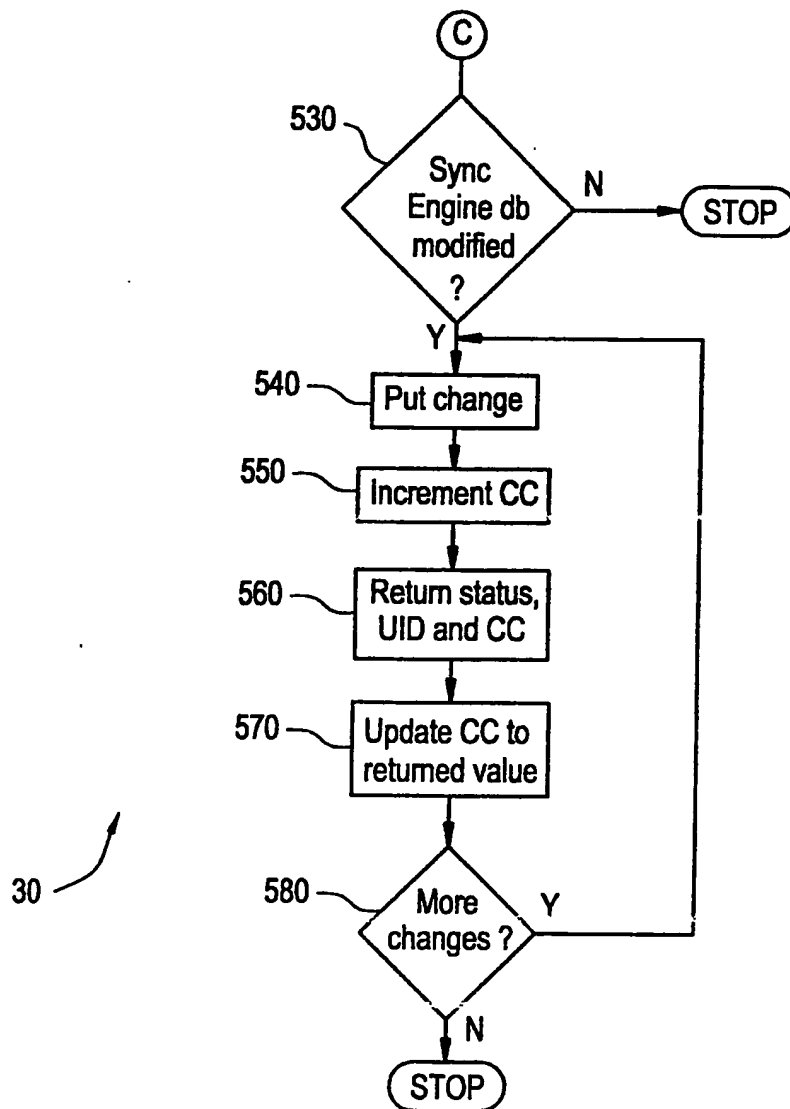 C
530
Sync
Engine db
modified
?
N
STOP
Y
540
Put change
550
Increment CC
560
Return status,
UID and CC
570
Update CC to
returned value
30
580
More
changes ?
Y
N
STOP